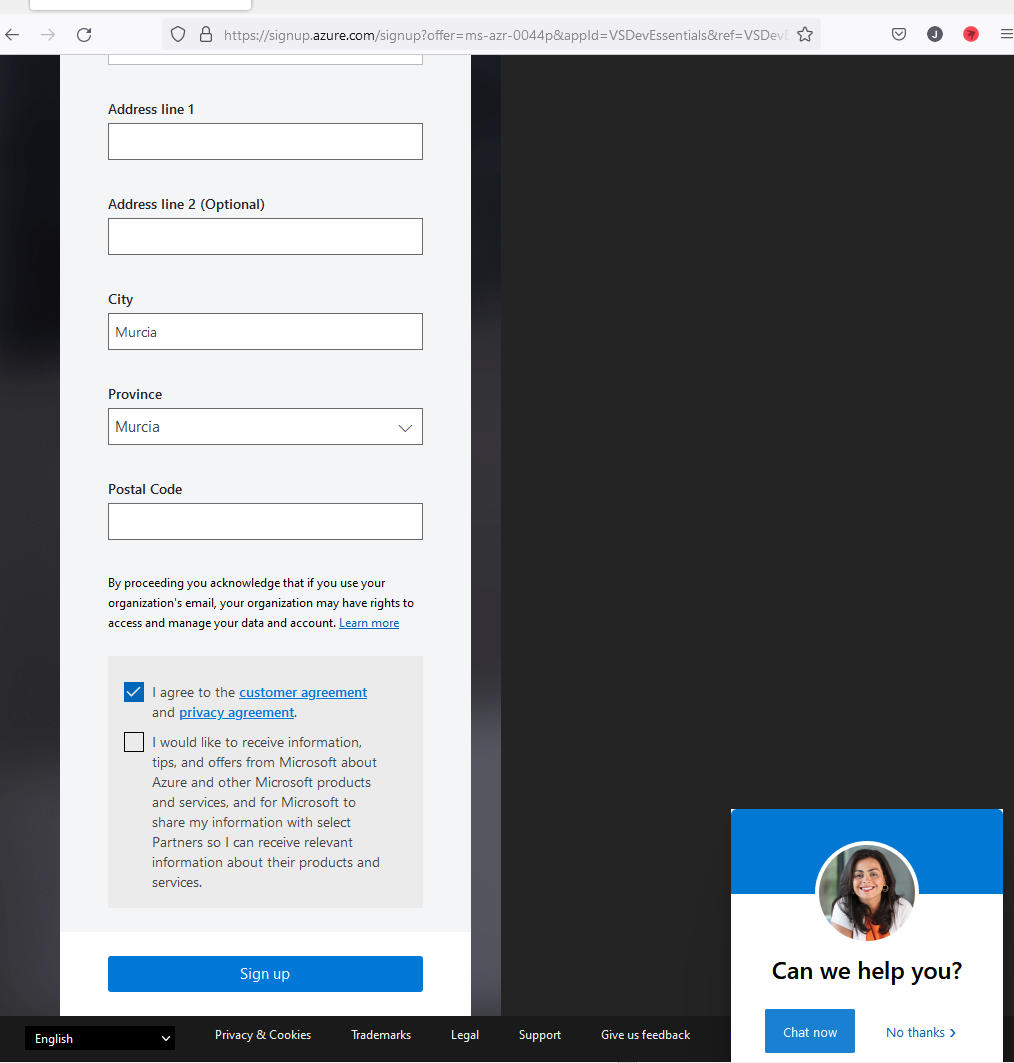 https://signup.azure.com/signup?offer=ms-azr-0044p&appId=VSDevEssentials&ref=VSDevE
J
Address line 1
Address line 2 (Optional)
City
Murcia
Province
Murcia
Postal Code
By proceeding you acknowledge that if you use your
organization's email, your organization may have rights to
access and manage your data and account. Learn more
I agree to the customer agreement
and privacy agreement.
I would like to receive information,
tips, and offers from Microsoft about
Azure and other Microsoft products
and services, and for Microsoft to
share my information with select
Partners so I can receive relevant
information about their products and
services.
Sign up
Can we help you?
Chat now
No thanks
English
Privacy & Cookies
Trademarks
Legal
Support
Give us feedback